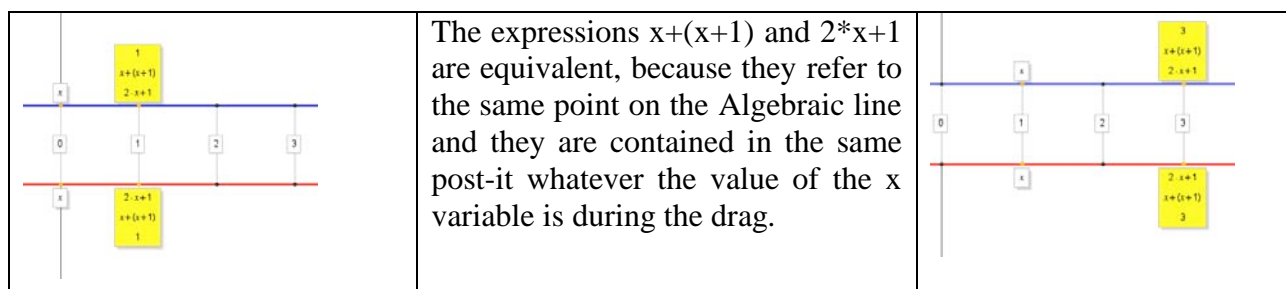 1
x+(x+1)
2·x+1
x
0
1
2
3
x
2·x+1
x+(x+1)
1
The expressions x+(x+1) and 2*x+1
are equivalent, because they refer to
the same point on the Algebraic line
and they are contained in the same
post-it whatever the value of the x
variable is during the drag.
3
x+(x+1)
2·x+1
x
0
1
2
3
x
2·x+1
x+(x+1)
3